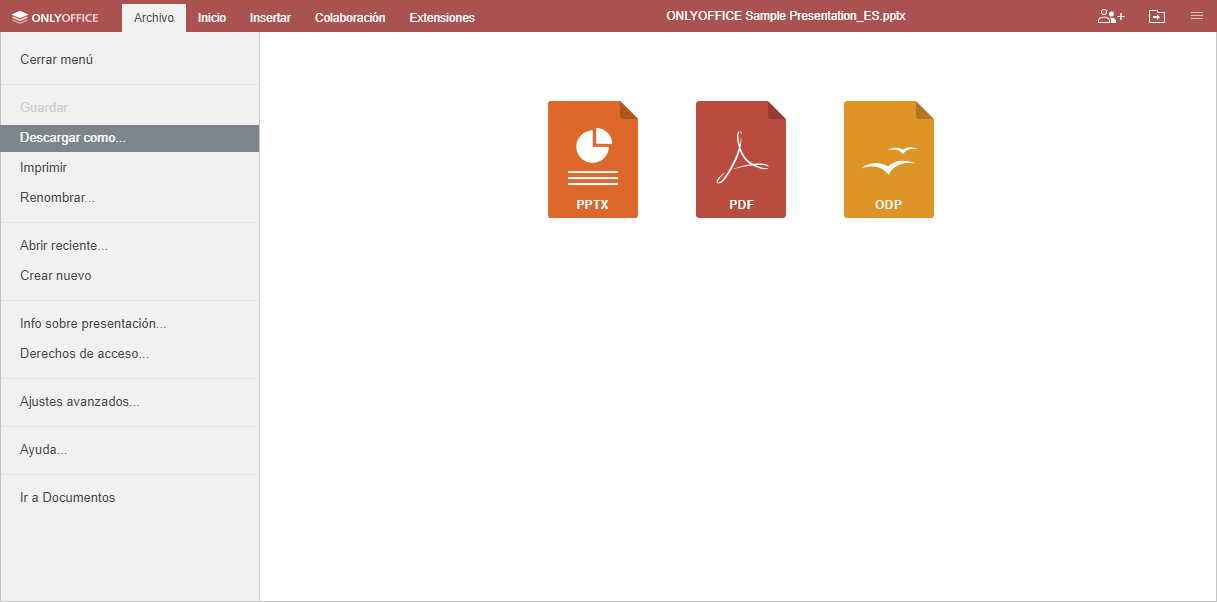 ONLYOFFICE
Archivo
Inicio
Insertar
Colaboración
Extensiones
ONLYOFFICE Sample Presentation_ES.pptx
Cerrar menú
Guardar
Descargar como...
Imprimir
Renombrar...
Abrir reciente...
Crear nuevo
Info sobre presentación...
Derechos de acceso...
Ajustes avanzados...
Ayuda...
Ir a Documentos
PPTX
PDF
ODP